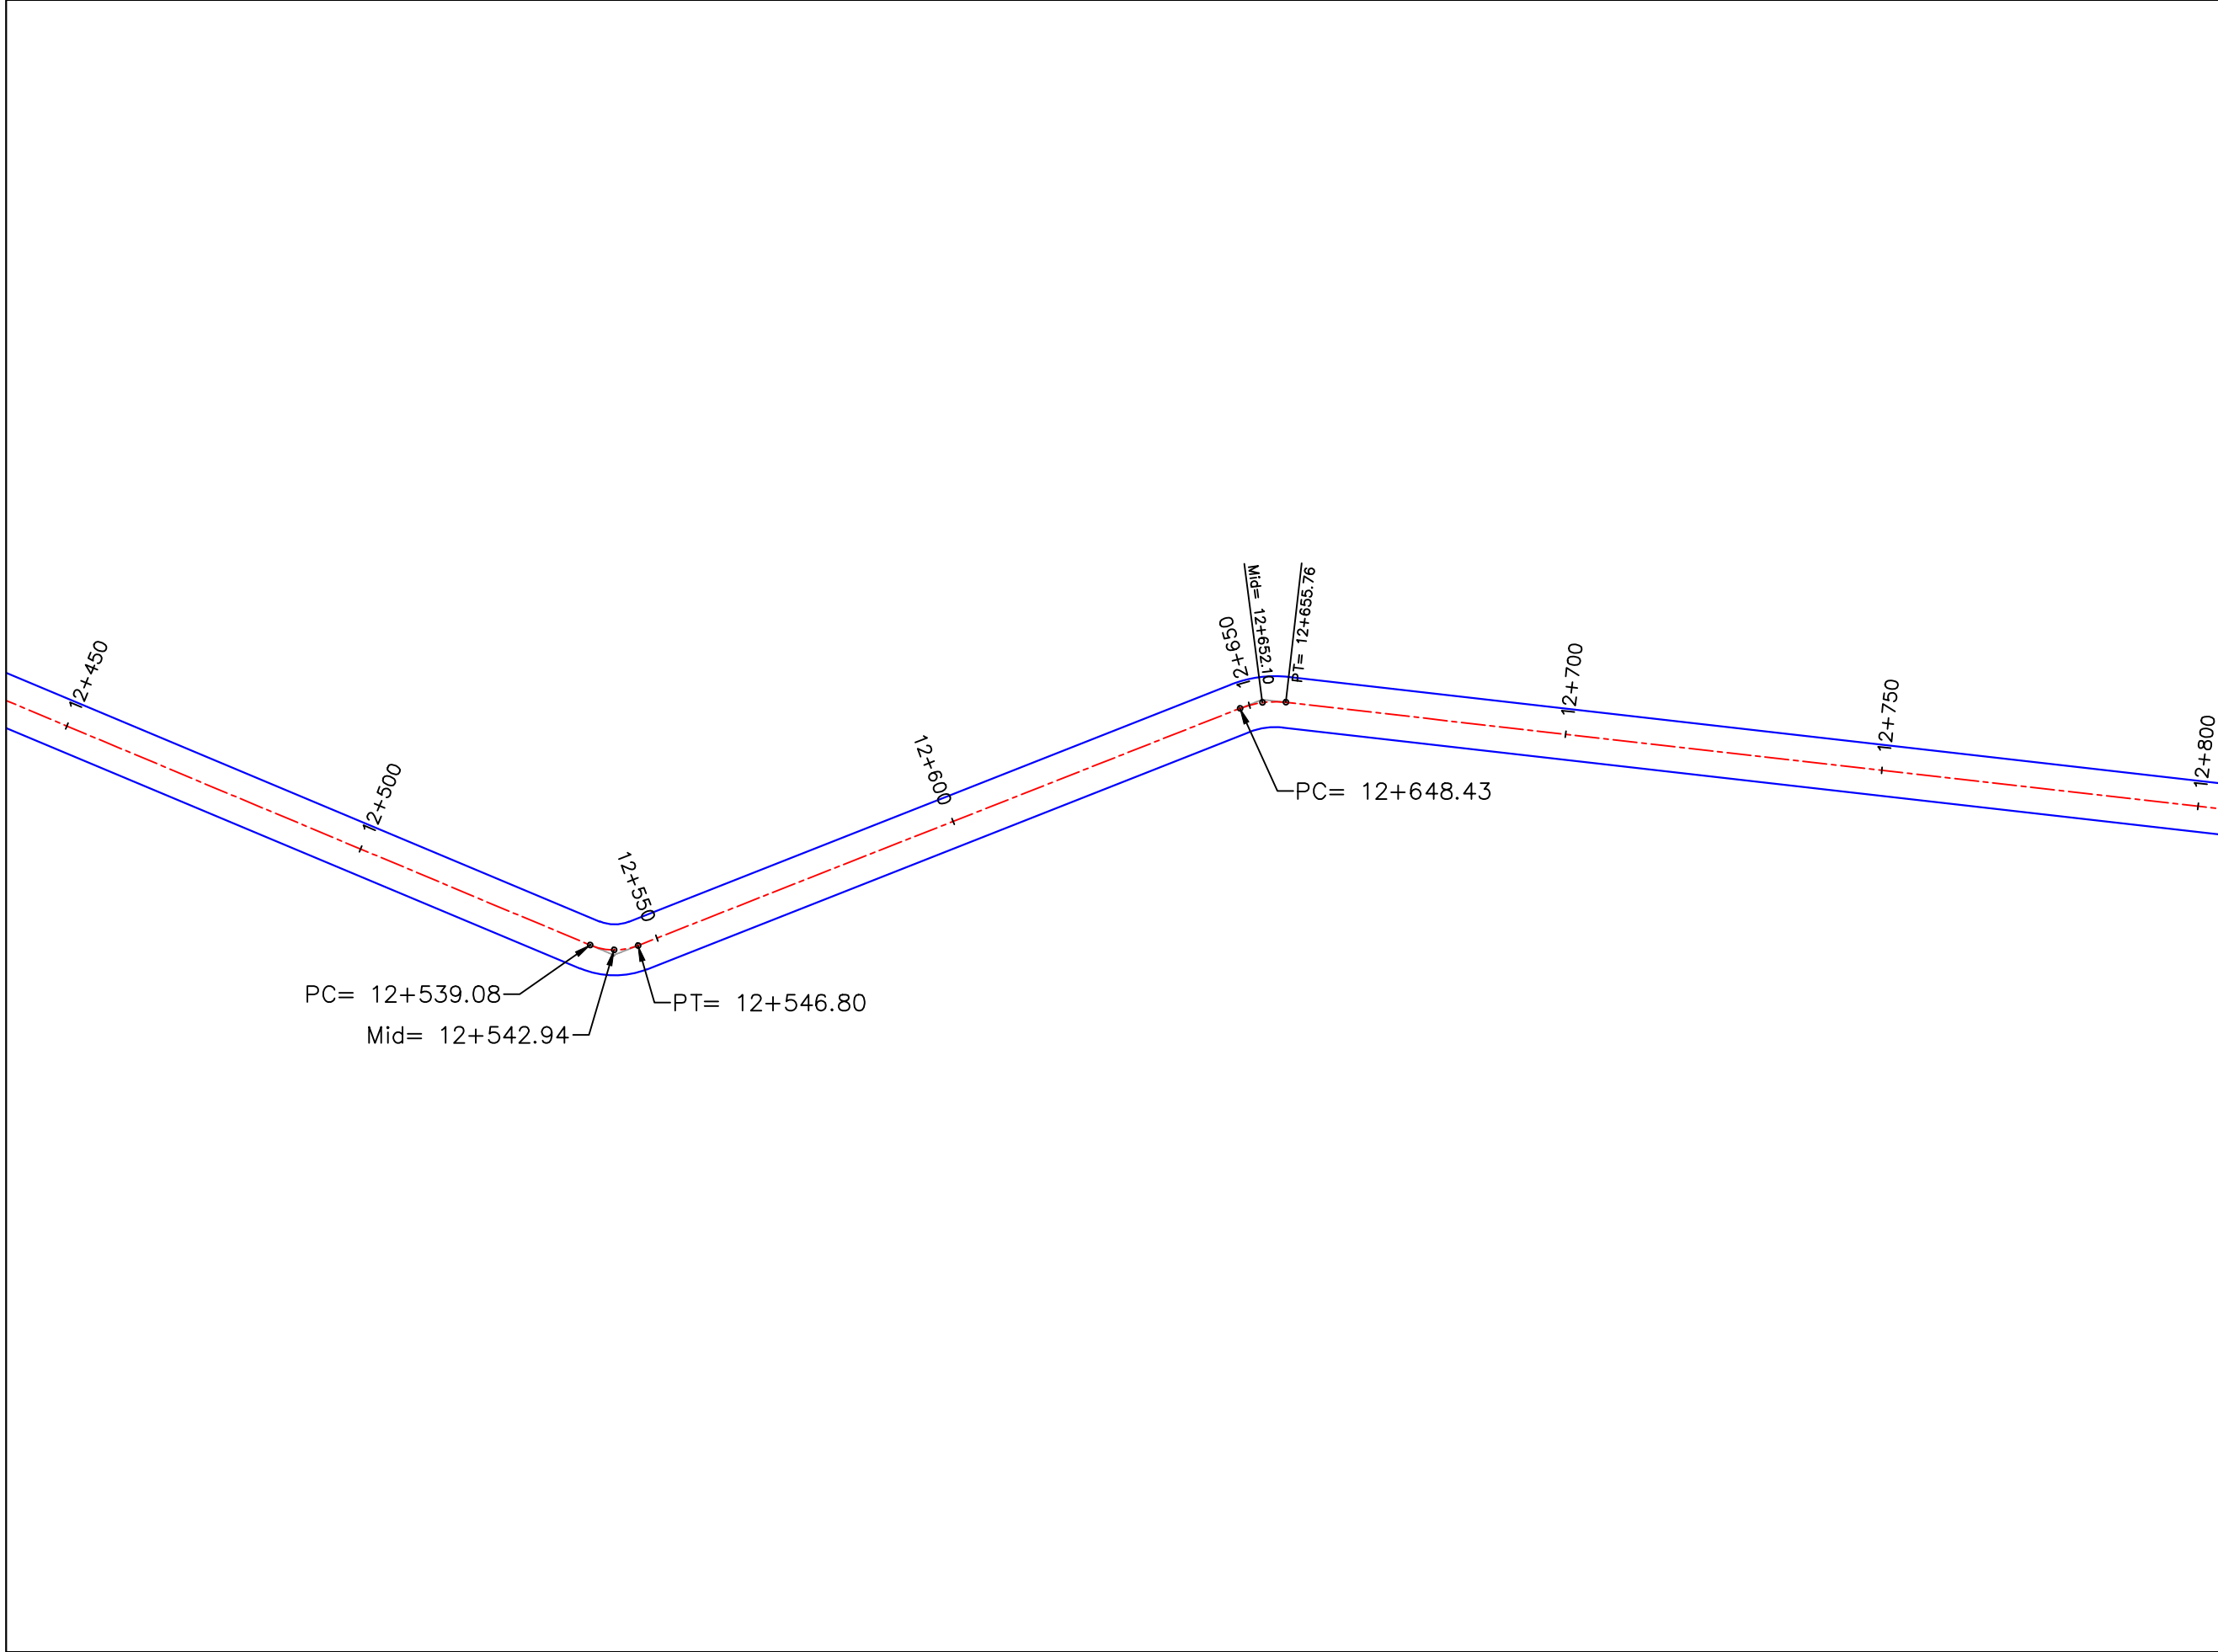 12+450
12+500
PC= 12+539.08
Mid= 12+542.94
12+550
PT= 12+546.80
12+600
12+650
Mid= 12+652.10
PT= 12+655.76
PC= 12+648.43
12+700
12+750
12+800